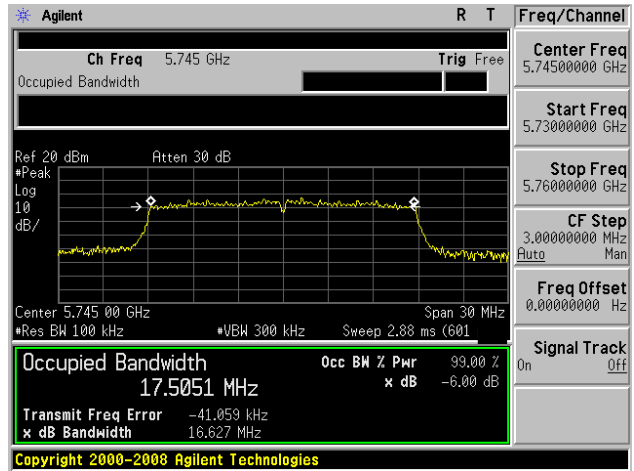 Agilent R T Freq/Channel
Ch Freq 5.745 GHz Trig Free
Occupied Bandwidth
Center Freq
5.74500000 GHz
Start Freq
5.73000000 GHz
Stop Freq
5.76000000 GHz
CF Step
3.00000000 MHz
Auto Man
Freq Offset
0.00000000 Hz
Signal Track
On Off
Ref 20 dBm Atten 30 dB
#Peak
Log
10
dB/
Center 5.745 00 GHz Span 30 MHz
#Res BW 100 kHz #VBW 300 kHz Sweep 2.88 ms (601
Occupied Bandwidth Occ BW % Pwr 99.00 %
17.5051 MHz x dB -6.00 dB
Transmit Freq Error -41.059 kHz
x dB Bandwidth 16.627 MHz
Copyright 2000-2008 Agilent Technologies